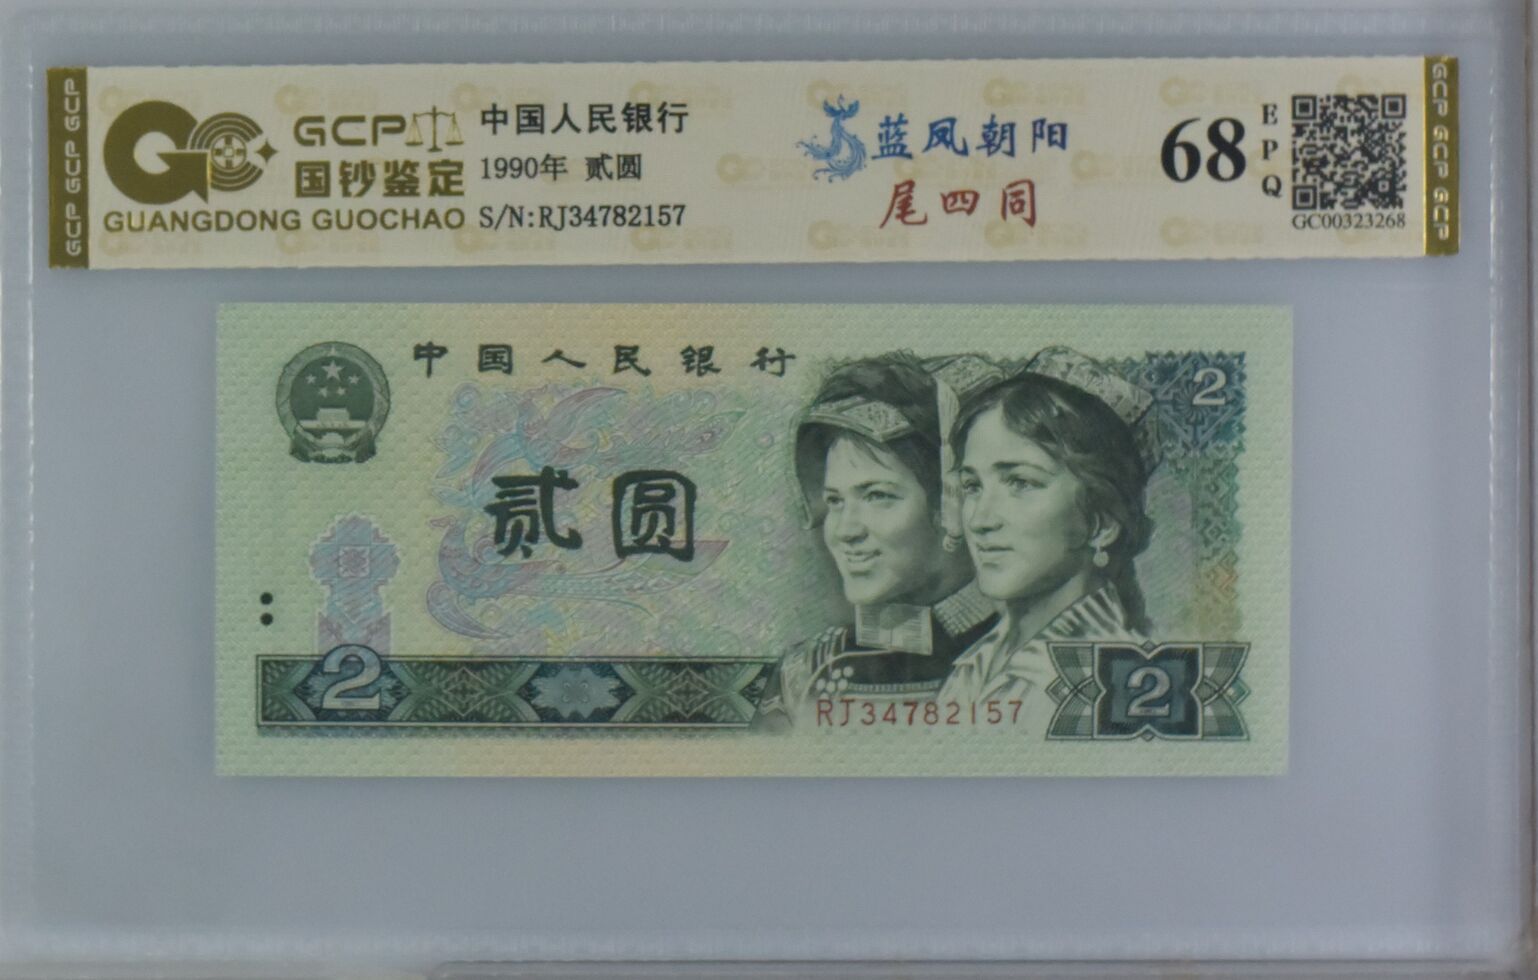 GCP GCP GCP
GCP
国钞鉴定
GUANGDONG GUOCHAO
中国人民银行
1990年 贰圆
S/N:RJ34782157
蓝凤朝阳
尾四同
68
EPQ
GC00323268
GCP GCP GCP
中国人民银行
2
贰圆
2
RJ34782157
2